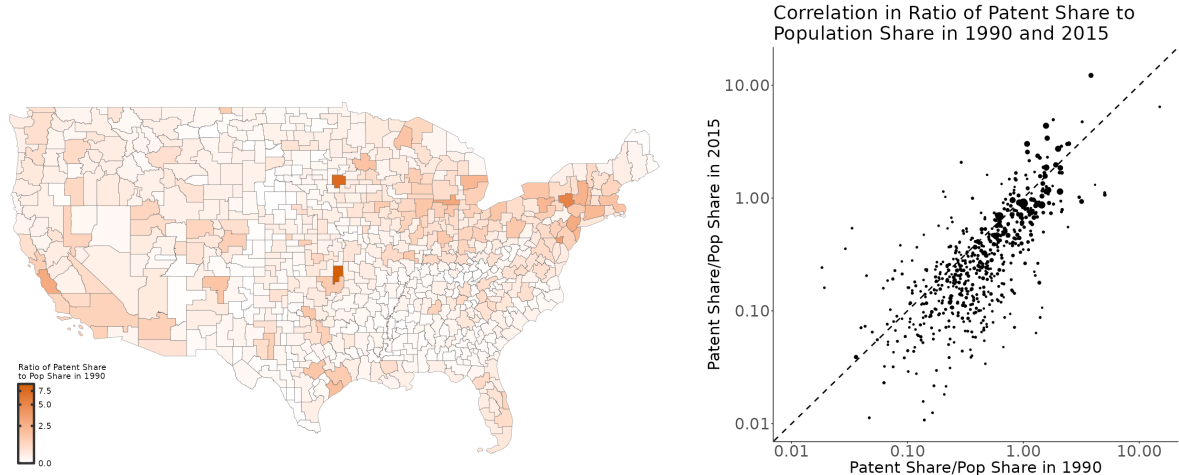 Ratio of Patent Share
to Pop Share in 1990
7.5
5.0
2.5
0.0
Correlation in Ratio of Patent Share to
Population Share in 1990 and 2015
Patent Share/Pop Share in 2015
10.00
1.00
0.10
0.01
0.01 0.10 1.00 10.00
Patent Share/Pop Share in 1990